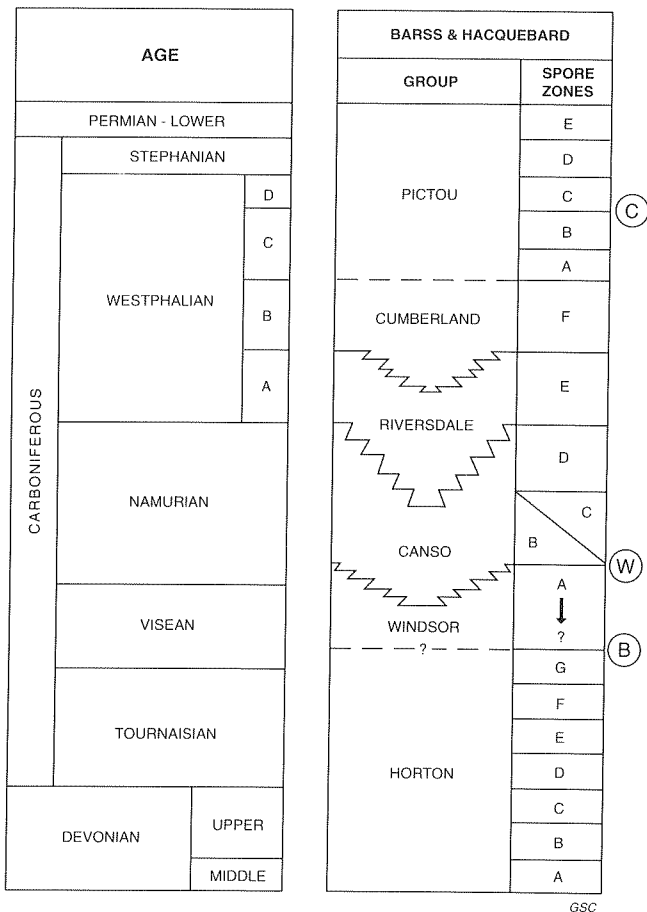 AGE
PERMIAN - LOWER
CARBONIFEROUS
STEPHANIAN
WESTPHALIAN
D
C
B
A
NAMURIAN
VISEAN
TOURNAISIAN
DEVONIAN
UPPER
MIDDLE
BARSS & HACQUEBARD
GROUP
SPORE
ZONES
PICTOU
E
D
C
B
A
CUMBERLAND
F
RIVERSDALE
E
D
CANSO
C
B
WINDSOR
A
?
?
HORTON
G
F
E
D
C
B
A
C
W
B
GSC